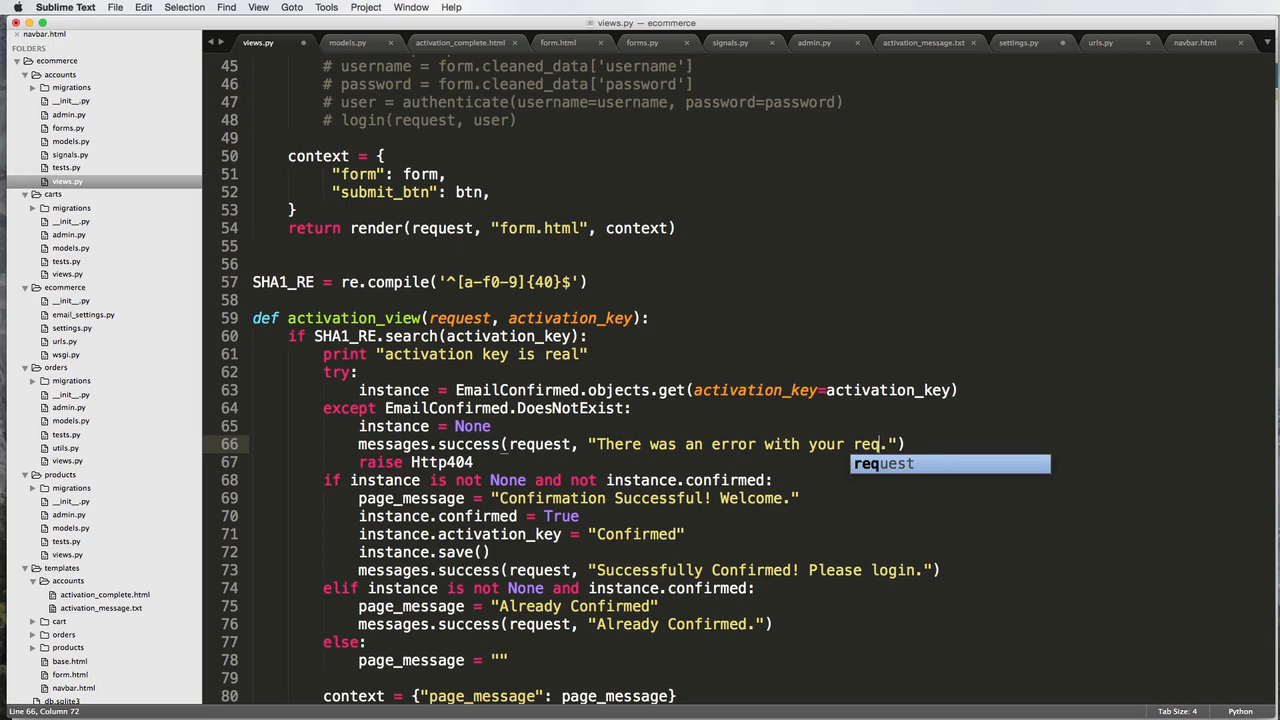 Sublime Text File Edit Selection Find View Goto Tools Project Window Help
views.py — ecommerce
navbar.html
views.py models.py activation_complete.html form.html forms.py signals.py admin.py activation_message.txt settings.py urls.py navbar.html
FOLDERS
ecommerce
accounts
migrations
__init__.py
admin.py
forms.py
models.py
signals.py
tests.py
views.py
carts
migrations
__init__.py
admin.py
models.py
tests.py
views.py
ecommerce
__init__.py
email_settings.py
settings.py
urls.py
wsgi.py
orders
migrations
__init__.py
admin.py
models.py
tests.py
utils.py
views.py
products
migrations
__init__.py
admin.py
models.py
tests.py
views.py
templates
accounts
activation_complete.html
activation_message.txt
cart
orders
products
base.html
form.html
navbar.html
db.sqlite3
45 # username = form.cleaned_data['username']
46 # password = form.cleaned_data['password']
47 # user = authenticate(username=username, password=password)
48 # login(request, user)
49
50 context = {
51 "form": form,
52 "submit_btn": btn,
53 }
54 return render(request, "form.html", context)
55
56
57 SHA1_RE = re.compile('^[a-f0-9]{40}$')
58
59 def activation_view(request, activation_key):
60 if SHA1_RE.search(activation_key):
61 print "activation key is real"
62 try:
63 instance = EmailConfirmed.objects.get(activation_key=activation_key)
64 except EmailConfirmed.DoesNotExist:
65 instance = None
66 messages.success(request, "There was an error with your req.")
request
67 raise Http404
68 if instance is not None and not instance.confirmed:
69 page_message = "Confirmation Successful! Welcome."
70 instance.confirmed = True
71 instance.activation_key = "Confirmed"
72 instance.save()
73 messages.success(request, "Successfully Confirmed! Please login.")
74 elif instance is not None and instance.confirmed:
75 page_message = "Already Confirmed"
76 messages.success(request, "Already Confirmed.")
77 else:
78 page_message = ""
80 context = {"page_message": page_message}
Line 66, Column 72 Tab Size: 4 Python